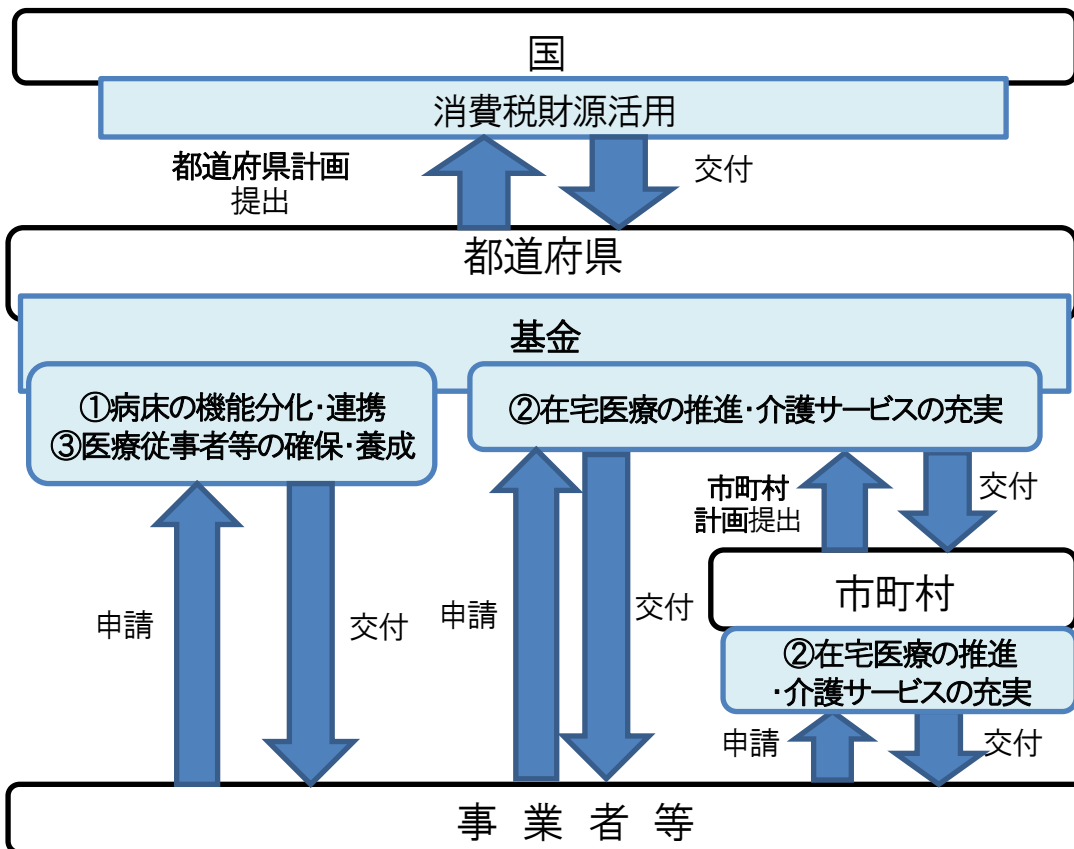 国
消費税財源活用
都道府県計画
提出
交付
都道府県
基金
①病床の機能分化・連携
③医療従事者等の確保・養成
②在宅医療の推進・介護サービスの充実
市町村
計画提出
交付
市町村
②在宅医療の推進
・介護サービスの充実
申請
交付
申請
交付
申請
交付
事業者等